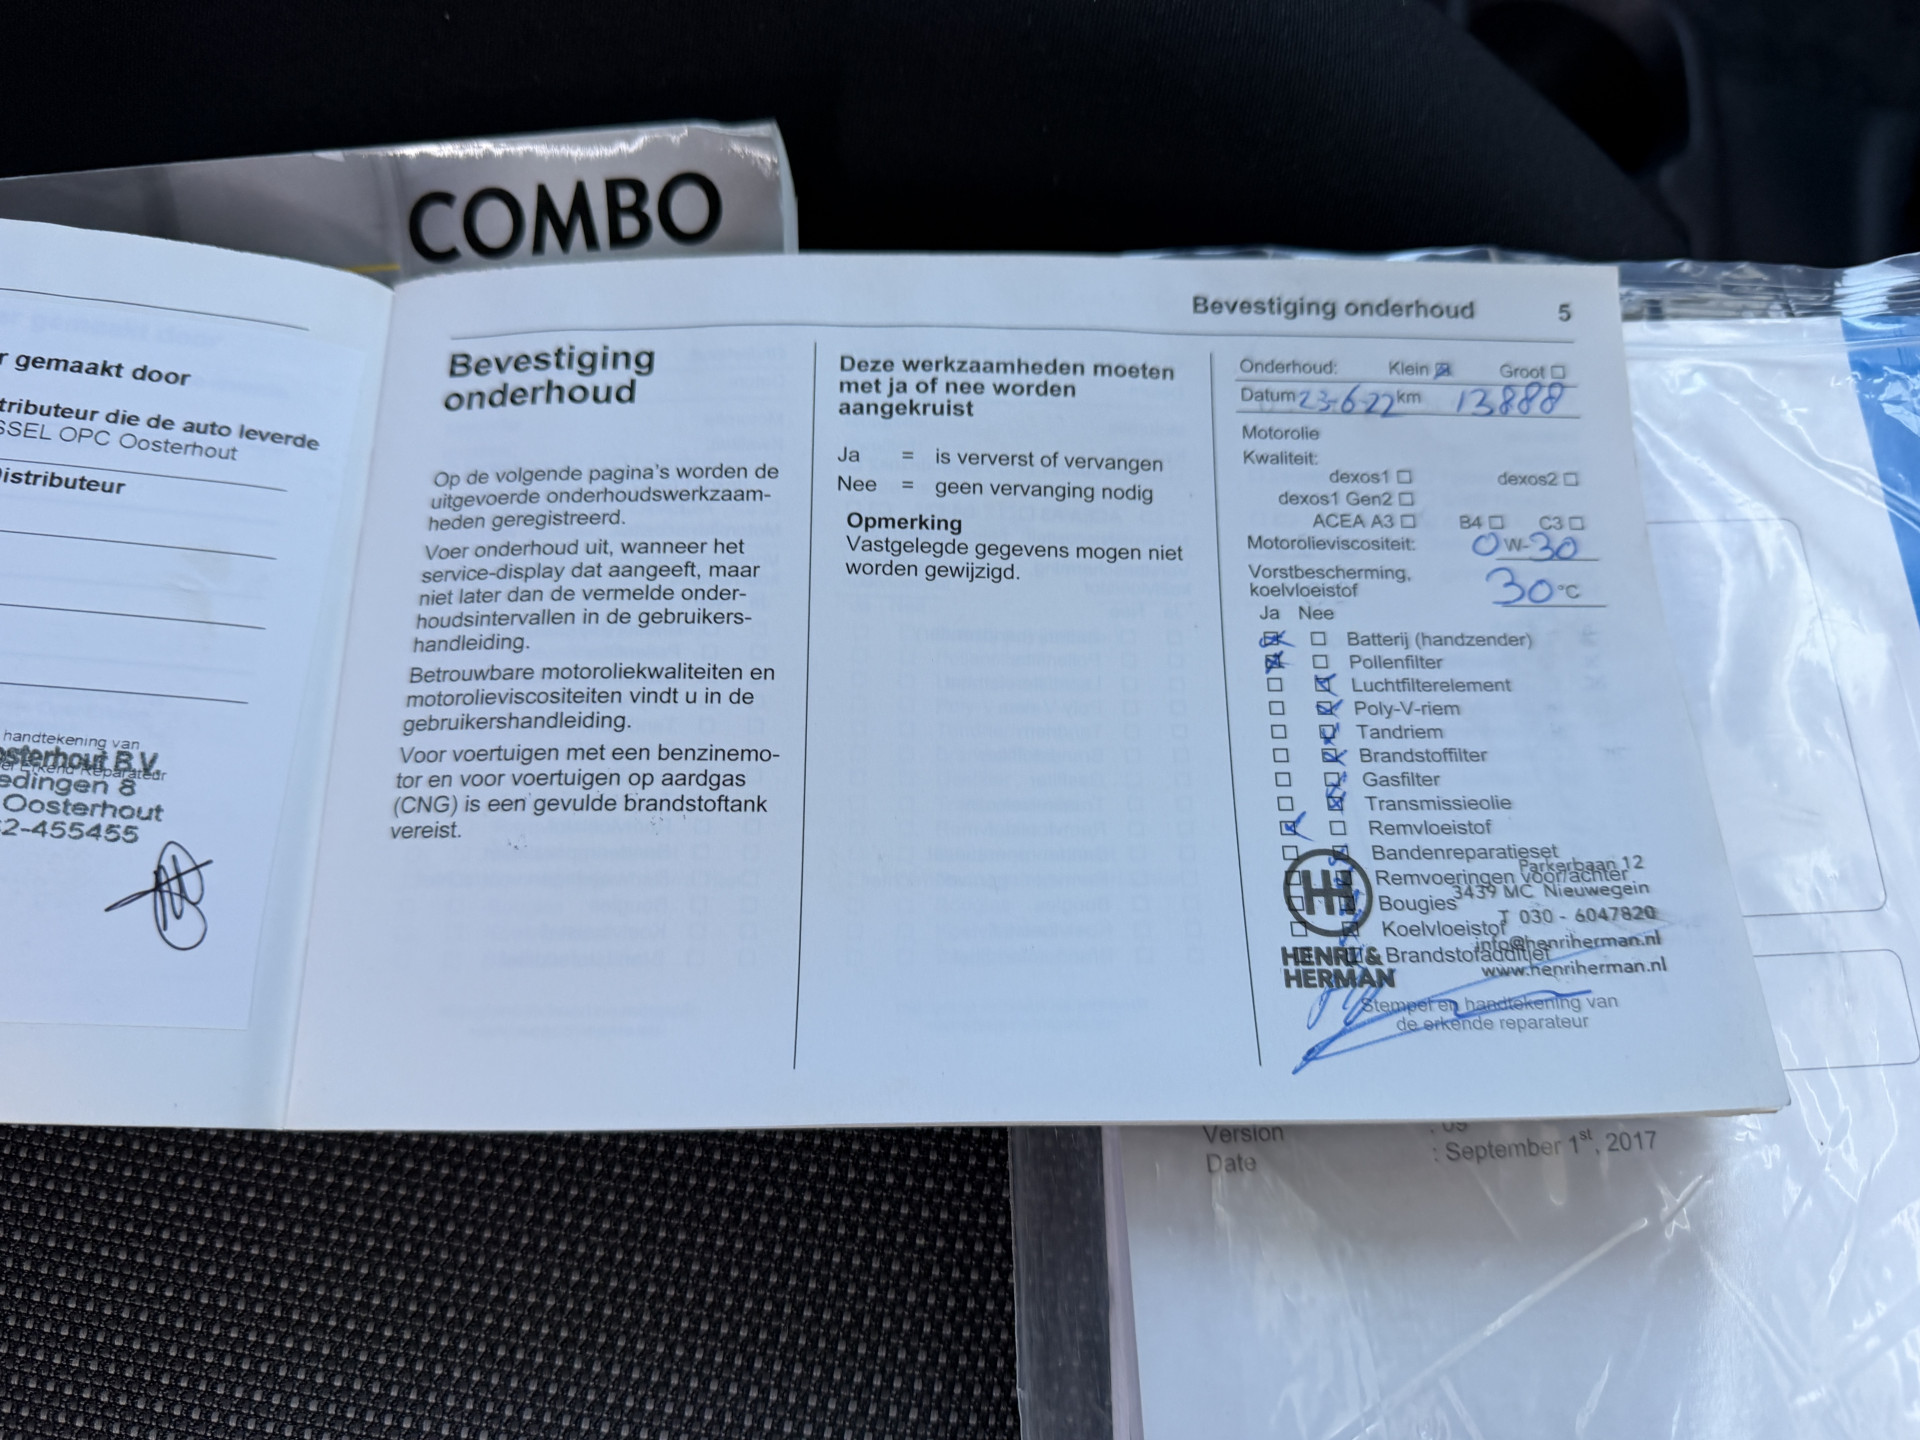 COMBO
gemaakt door
tributeur die de auto leverde
SSEL OPC Oosterhout
istributeur
handtekening van
osterhout B.V.
Erkend Reparateur
edingen 8
Oosterhout
2-455455
Bevestiging onderhoud 5
Bevestiging
onderhoud
Op de volgende pagina's worden de
uitgevoerde onderhoudswerkzaam-
heden geregistreerd.
Voer onderhoud uit, wanneer het
service-display dat aangeeft, maar
niet later dan de vermelde onder-
houdsintervallen in de gebruikers-
handleiding.
Betrouwbare motoroliekwaliteiten en
motorolieviscositeiten vindt u in de
gebruikershandleiding.
Voor voertuigen met een benzinemo-
tor en voor voertuigen op aardgas
(CNG) is een gevulde brandstoftank
vereist.
Deze werkzaamheden moeten
met ja of nee worden
aangekruist
Ja = is ververst of vervangen
Nee = geen vervanging nodig
Opmerking
Vastgelegde gegevens mogen niet
worden gewijzigd.
Onderhoud: Klein ☒ Groot ☐
Datum 23-6-22 km 13888
Motorolie
Kwaliteit:
dexos1 ☐ dexos2 ☐
dexos1 Gen2 ☐
ACEA A3 ☐ B4 ☐ C3 ☐
Motorolieviscositeit: 0 W-30
Vorstbescherming,
koelvloeistof 30 °C
Ja Nee
☒ ☐ Batterij (handzender)
☒ ☐ Pollenfilter
☐ ☒ Luchtfilterelement
☐ ☒ Poly-V-riem
☐ ☒ Tandriem
☐ ☒ Brandstoffilter
☐ ☒ Gasfilter
☐ ☒ Transmissieolie
☒ ☐ Remvloeistof
☐ ☒ Bandenreparatieset
☐ ☒ Remvoeringen voor/achter
☐ ☒ Bougies
☐ ☒ Koelvloeistof
☐ ☒ Brandstofadditief
H
HENRI &
HERMAN
Parkerbaan 12
3439 MC Nieuwegein
T 030 - 6047820
info@henriherman.nl
www.henriherman.nl
Stempel en handtekening van
de erkende reparateur
Version : 09
Date : September 1st, 2017